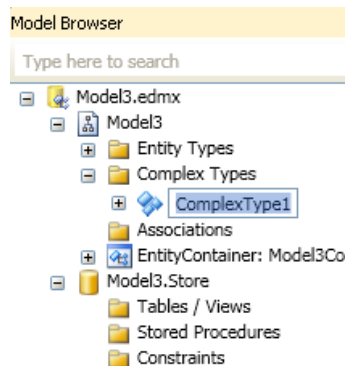 Model Browser
Type here to search
Model3.edmx
Model3
Entity Types
Complex Types
ComplexType1
Associations
EntityContainer: Model3Co
Model3.Store
Tables / Views
Stored Procedures
Constraints